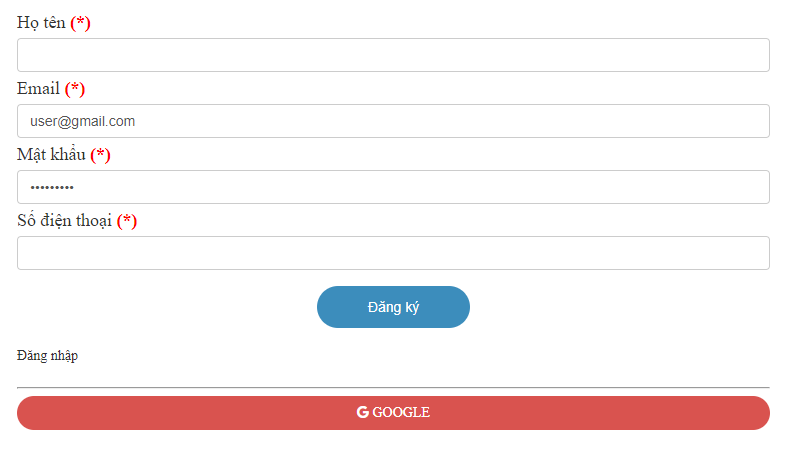 Họ tên (*)
Email (*)
user@gmail.com
Mật khẩu (*)
•••••••••
Số điện thoại (*)
Đăng ký
Đăng nhập
G GOOGLE